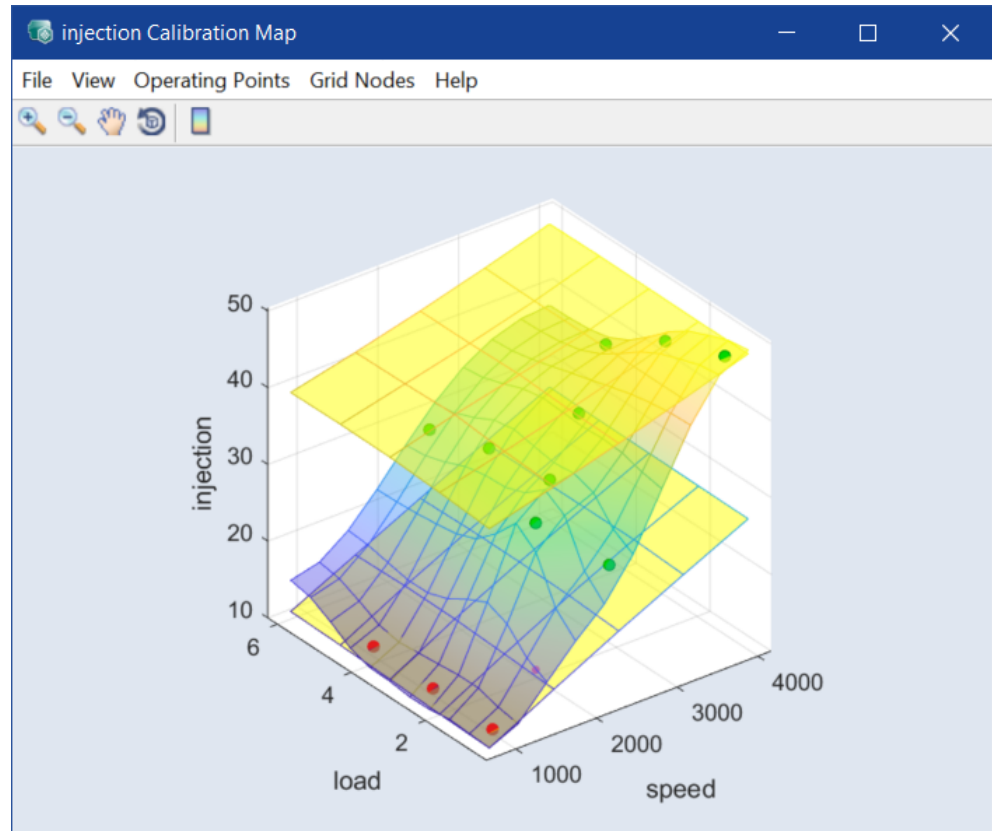 injection Calibration Map
File View Operating Points Grid Nodes Help
50
40
30
20
10
injection
6
4
2
load
1000
2000
3000
4000
speed